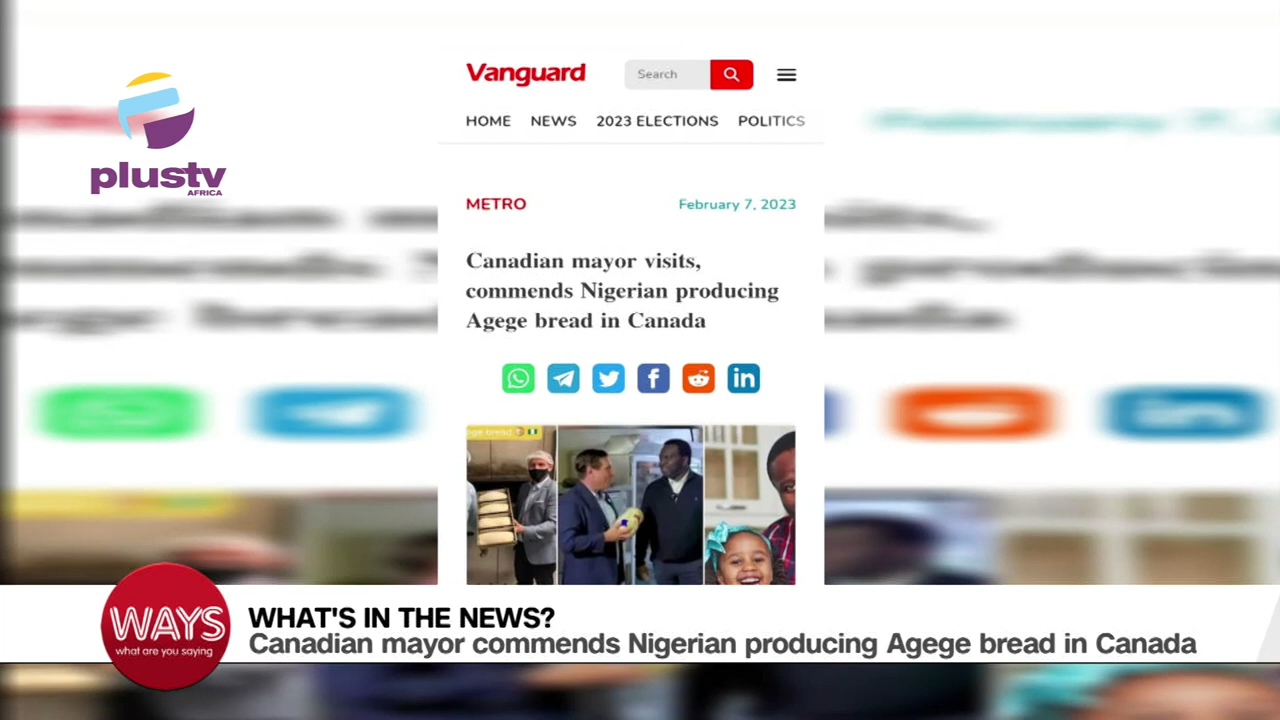 Vanguard
Search
HOME NEWS 2023 ELECTIONS POLITICS
plustv
AFRICA
METRO
February 7, 2023
Canadian mayor visits,
commends Nigerian producing
Agege bread in Canada
ge bread
WAYS
what are you saying
WHAT'S IN THE NEWS?
Canadian mayor commends Nigerian producing Agege bread in Canada